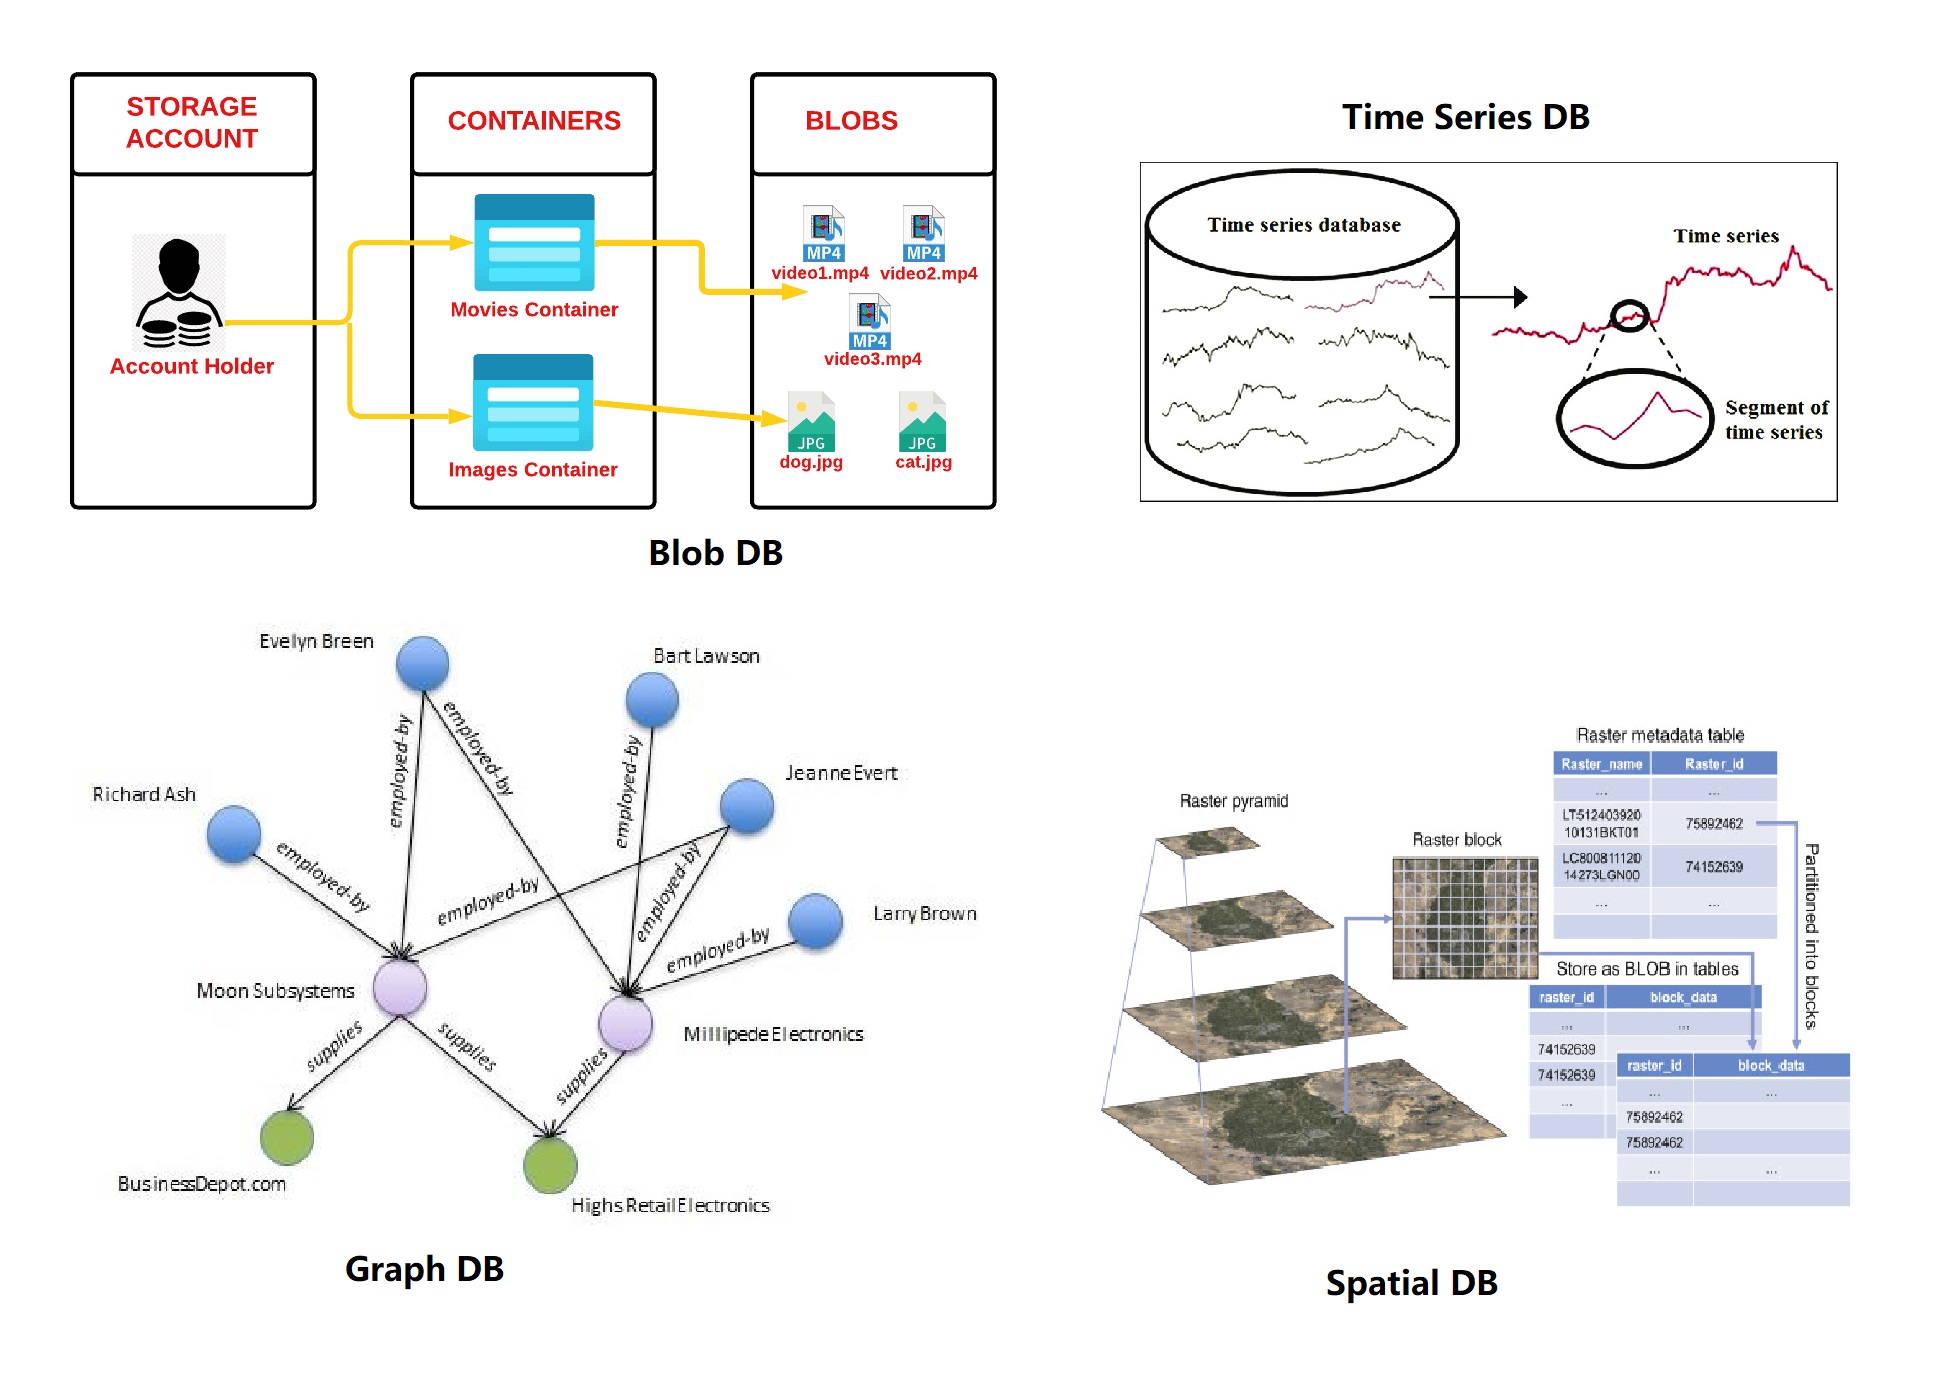 STORAGE
ACCOUNT
Account Holder
CONTAINERS
Movies Container
Images Container
BLOBS
MP4
MP4
video1.mp4
video2.mp4
MP4
video3.mp4
JPG
JPG
dog.jpg
cat.jpg
Blob DB
Time Series DB
Time series database
Time series
Segment of
time series
Evelyn Breen
Bart Lawson
Jeanne Evert
Richard Ash
Larry Brown
employed-by
employed-by
employed-by
employed-by
employed-by
employed-by
employed-by
Moon Subsystems
Millipede Electronics
supplies
supplies
supplies
BusinessDepot.com
Highs Retail Electronics
Graph DB
Raster pyramid
Raster block
Raster metadata table
Raster_name Raster_id
... ...
LT512403920
10131BKT01
75892462
LC800811120
14273LGN00
74152639
... ...
Partitioned into blocks
Store as BLOB in tables
raster_id block_data
... ...
74152639
74152639
...
raster_id block_data
... ...
75892462
75892462
... ...
Spatial DB